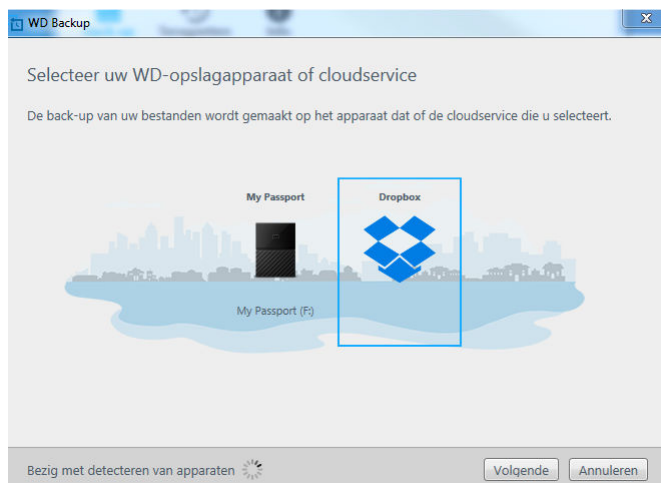 WD Backup
Selecteer uw WD-opslagapparaat of cloudservice
De back-up van uw bestanden wordt gemaakt op het apparaat dat of de cloudservice die u selecteert.
My Passport
Dropbox
My Passport (F:)
Bezig met detecteren van apparaten
Volgende
Annuleren